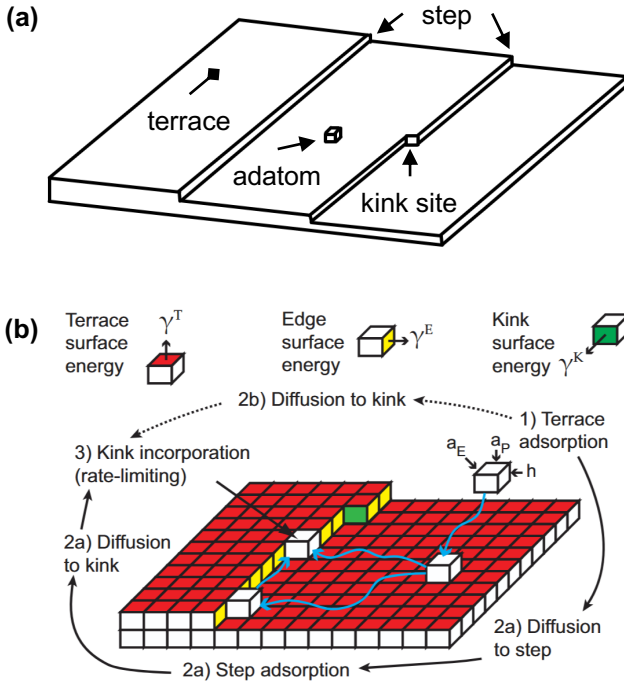 (a)
step
terrace
adatom
kink site
(b)
Terrace
surface
energy
γᵀ
Edge
surface
energy
γᴱ
Kink
surface
energy
γᴷ
2b) Diffusion to kink
1) Terrace
adsorption
3) Kink incorporation
(rate-limiting)
a_E
a_P
h
2a) Diffusion
to kink
2a) Diffusion
to step
2a) Step adsorption